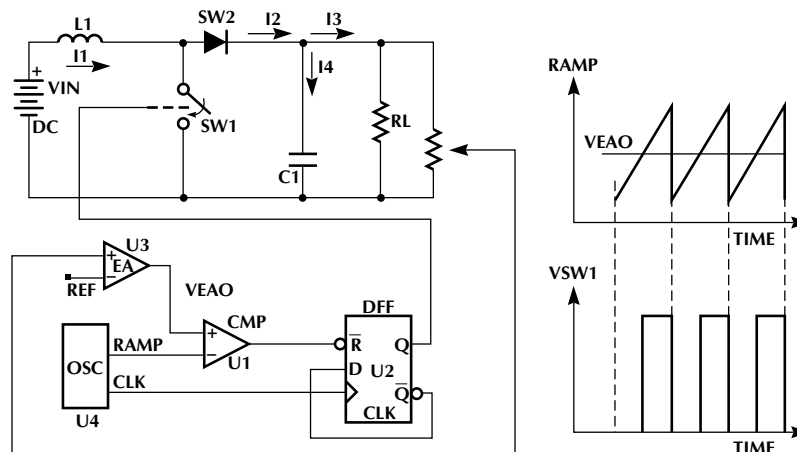 L1
SW2
I2
I3
I1
I4
+
VIN
DC
SW1
RL
C1
RAMP
VEAO
TIME
VSW1
TIME
U3
+
EA
–
REF
VEAO
DFF
CMP
+
–
U1
R
Q
D
U2
Q
CLK
RAMP
OSC
CLK
U4